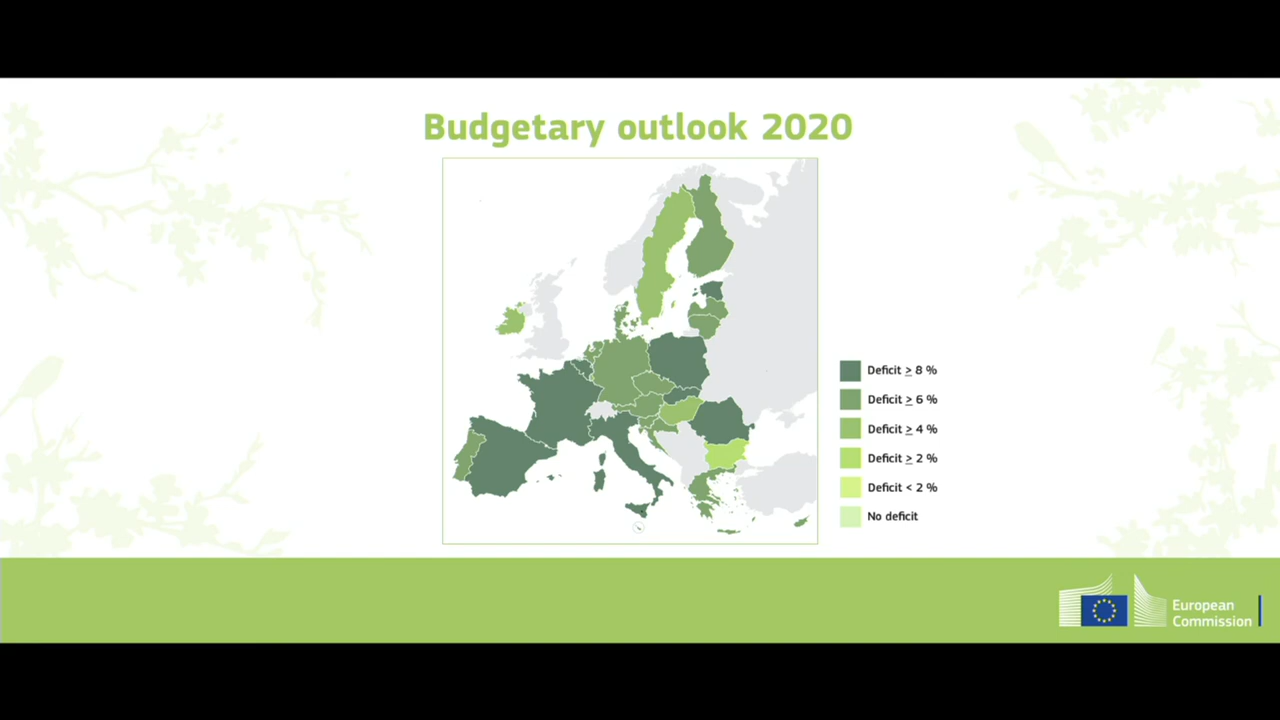 Budgetary outlook 2020
Deficit ≥ 8 %
Deficit ≥ 6 %
Deficit ≥ 4 %
Deficit ≥ 2 %
Deficit < 2 %
No deficit
European
Commission